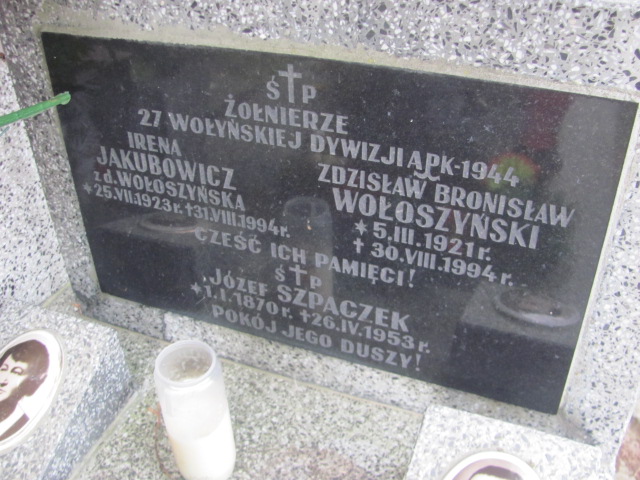 Ś†P
ŻOŁNIERZE
27 WOŁYŃSKIEJ DYWIZJI APK-1944
IRENA
JAKUBOWICZ
z d. WOŁOSZYŃSKA
*25.VII.1923 r. †31.VIII.1994 r.
ZDZISŁAW BRONISŁAW
WOŁOSZYŃSKI
*5.III.1921 r.
†30.VIII.1994 r.
CZEŚĆ ICH PAMIĘCI!
Ś†P
JÓZEF SZPACZEK
*1.I.1870 r. †26.IV.1953 r.
POKÓJ JEGO DUSZY!